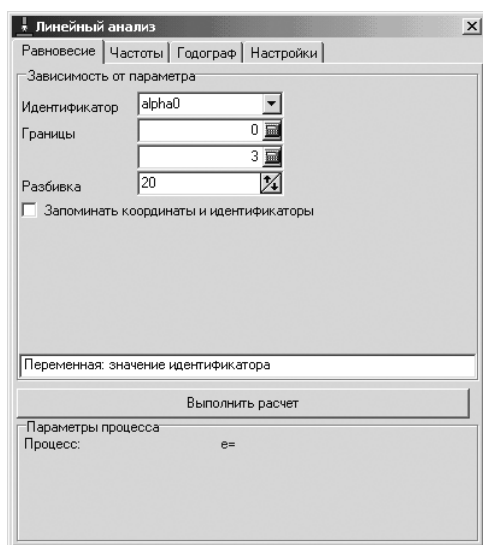 Линейный анализ
Равновесие Частоты Годограф Настройки
Зависимость от параметра
Идентификатор alpha0
Границы 0
3
Разбивка 20
Запоминать координаты и идентификаторы
Переменная: значение идентификатора
Выполнить расчет
Параметры процесса
Процесс: e=